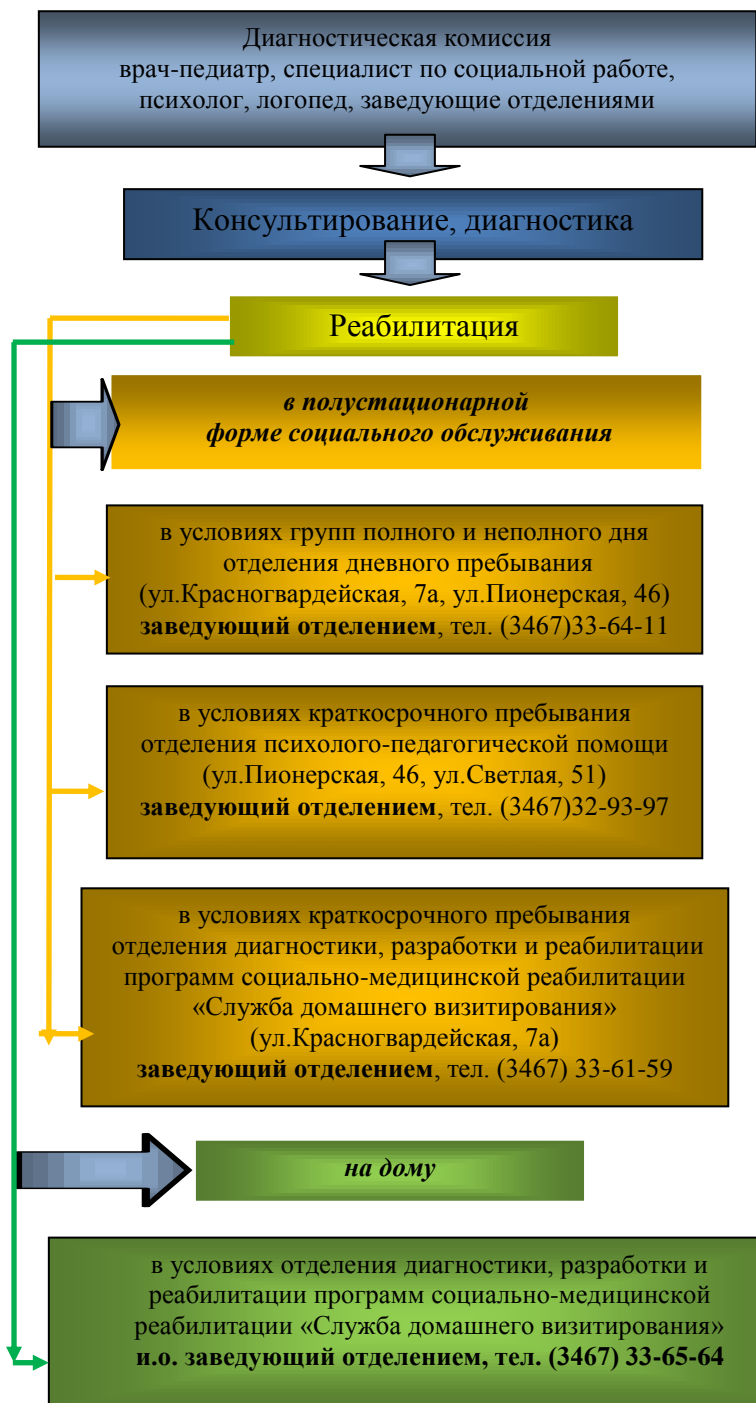 Диагностическая комиссия
врач-педиатр, специалист по социальной работе,
психолог, логопед, заведующие отделениями
Консультирование, диагностика
Реабилитация
в полустационарной
форме социального обслуживания
в условиях групп полного и неполного дня
отделения дневного пребывания
(ул.Красногвардейская, 7а, ул.Пионерская, 46)
заведующий отделением, тел. (3467)33-64-11
в условиях краткосрочного пребывания
отделения психолого-педагогической помощи
(ул.Пионерская, 46, ул.Светлая, 51)
заведующий отделением, тел. (3467)32-93-97
в условиях краткосрочного пребывания
отделения диагностики, разработки и реабилитации
программ социально-медицинской реабилитации
«Служба домашнего визитирования»
(ул.Красногвардейская, 7а)
заведующий отделением, тел. (3467) 33-61-59
на дому
в условиях отделения диагностики, разработки и
реабилитации программ социально-медицинской
реабилитации «Служба домашнего визитирования»
и.о. заведующий отделением, тел. (3467) 33-65-64